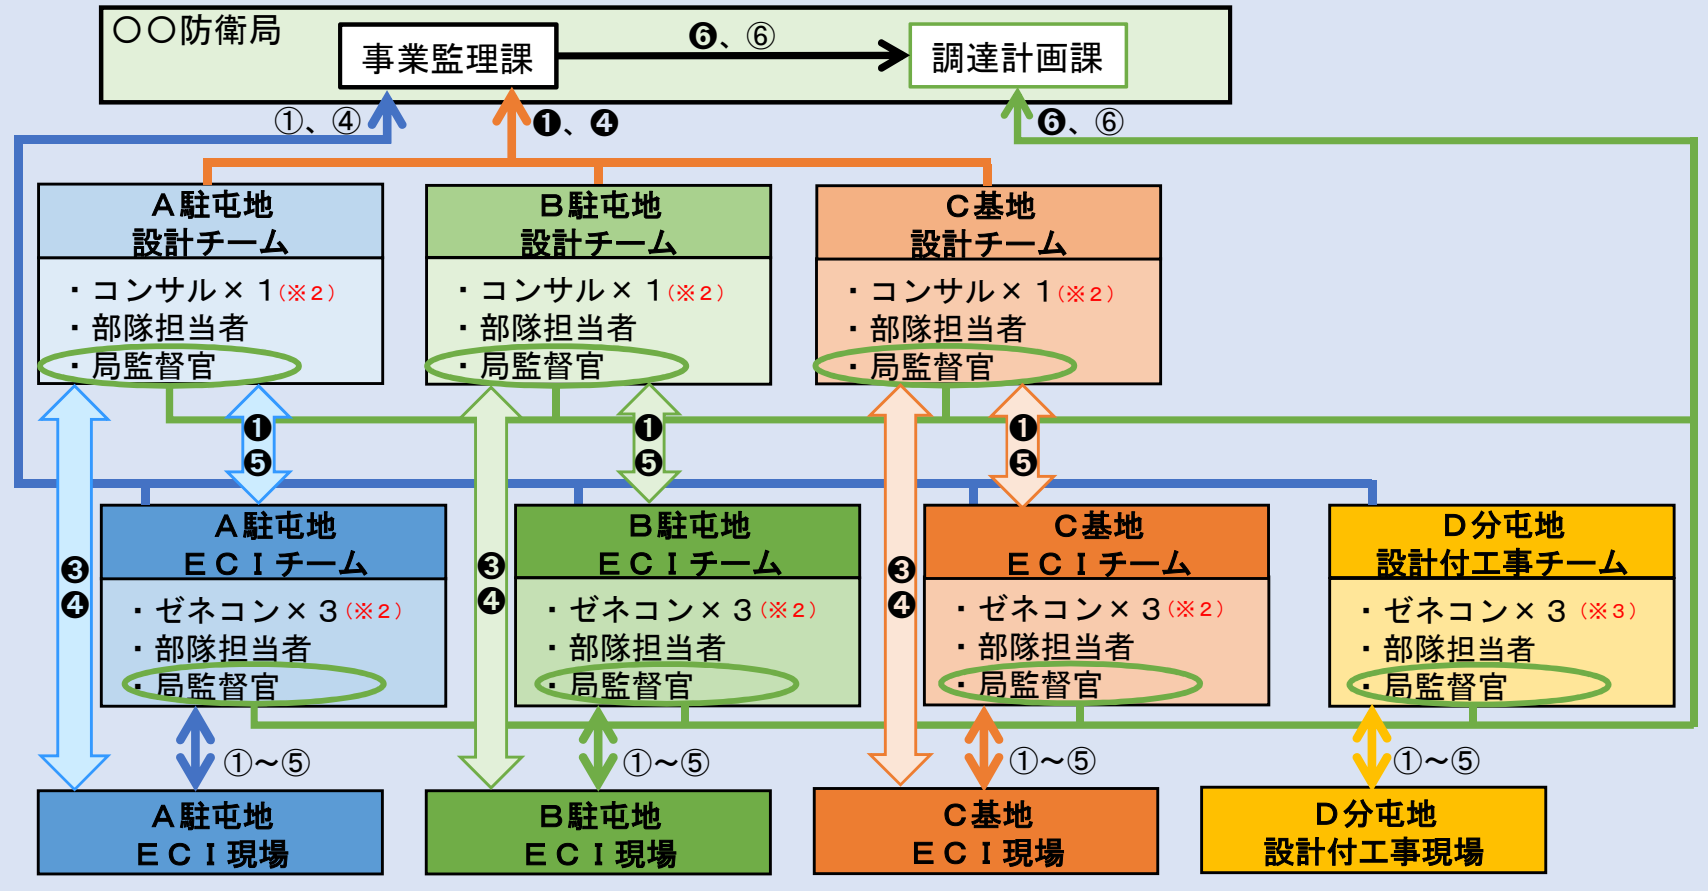 〇〇防衛局
事業監理課
❻、⑥
調達計画課
①、④
❶、❹
❻、⑥
A駐屯地
設計チーム
・コンサル×1(※2)
・部隊担当者
・局監督官
B駐屯地
設計チーム
・コンサル×1(※2)
・部隊担当者
・局監督官
C基地
設計チーム
・コンサル×1(※2)
・部隊担当者
・局監督官
❶
❺
❶
❺
❶
❺
❸
❹
❸
❹
❸
❹
A駐屯地
ECIチーム
・ゼネコン×3(※2)
・部隊担当者
・局監督官
B駐屯地
ECIチーム
・ゼネコン×3(※2)
・部隊担当者
・局監督官
C基地
ECIチーム
・ゼネコン×3(※2)
・部隊担当者
・局監督官
D分屯地
設計付工事チーム
・ゼネコン×3(※3)
・部隊担当者
・局監督官
①～⑤
①～⑤
①～⑤
①～⑤
A駐屯地
ECI現場
B駐屯地
ECI現場
C基地
ECI現場
D分屯地
設計付工事現場